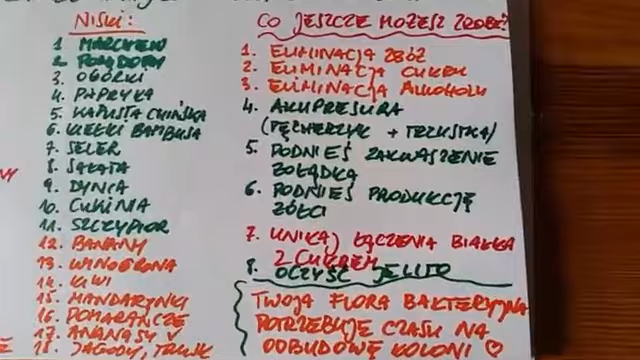 NISKI:
1. MARCHEW
2. POMIDORY
3. OGÓRKI
4. PAPRYKA
5. KAPUSTA CHIŃSKA
6. KIEŁKI BAMBUSA
7. SELER
8. SAŁATA
9. DYNIA
10. CUKINIA
11. SZCZYPIOR
12. BANANY
13. WINOGRONA
14. KIWI
15. MANDARYNKI
16. POMARAŃCZE
17. ANANASY
18. JAGODY, TRUSK
CO JESZCZE MOŻESZ ZROBIĆ?
1. ELIMINACJA ZBÓŻ
2. ELIMINACJA CUKRU
3. ELIMINACJA ALKOHOLU
4. AKUPRESURA
(PĘCHERZYK + TRZUSTKA)
5. PODNIEŚ ZAKWASZENIE
ŻOŁĄDKA
6. PODNIEŚ PRODUKCJĘ
ŻÓŁCI
7. UNIKAJ ŁĄCZENIA BIAŁKA
Z CUKREM
8. OCZYŚĆ JELITO
TWOJA FLORA BAKTERYJNA
POTRZEBUJE CZASU NA
ODBUDOWĘ KOLONI